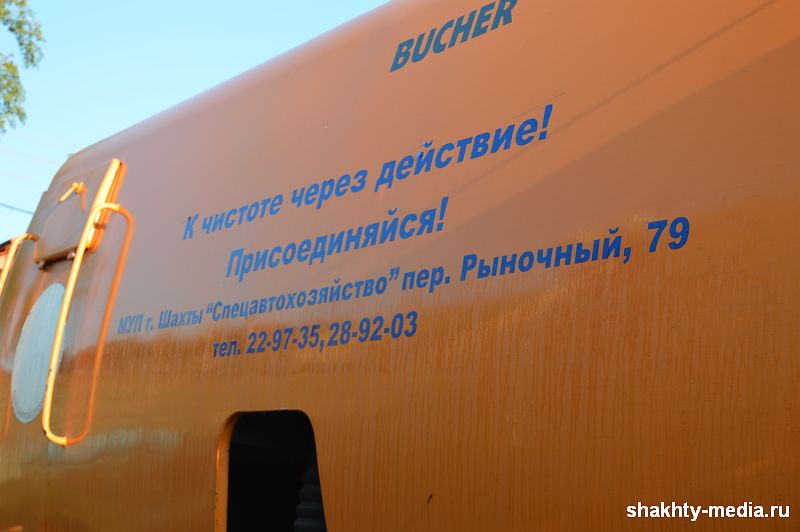 BUCHER
К чистоте через действие!
Присоединяйся!
МУП г. Шахты "Спецавтохозяйство" пер. Рыночный, 79
тел. 22-97-35, 28-92-03
shakhty-media.ru